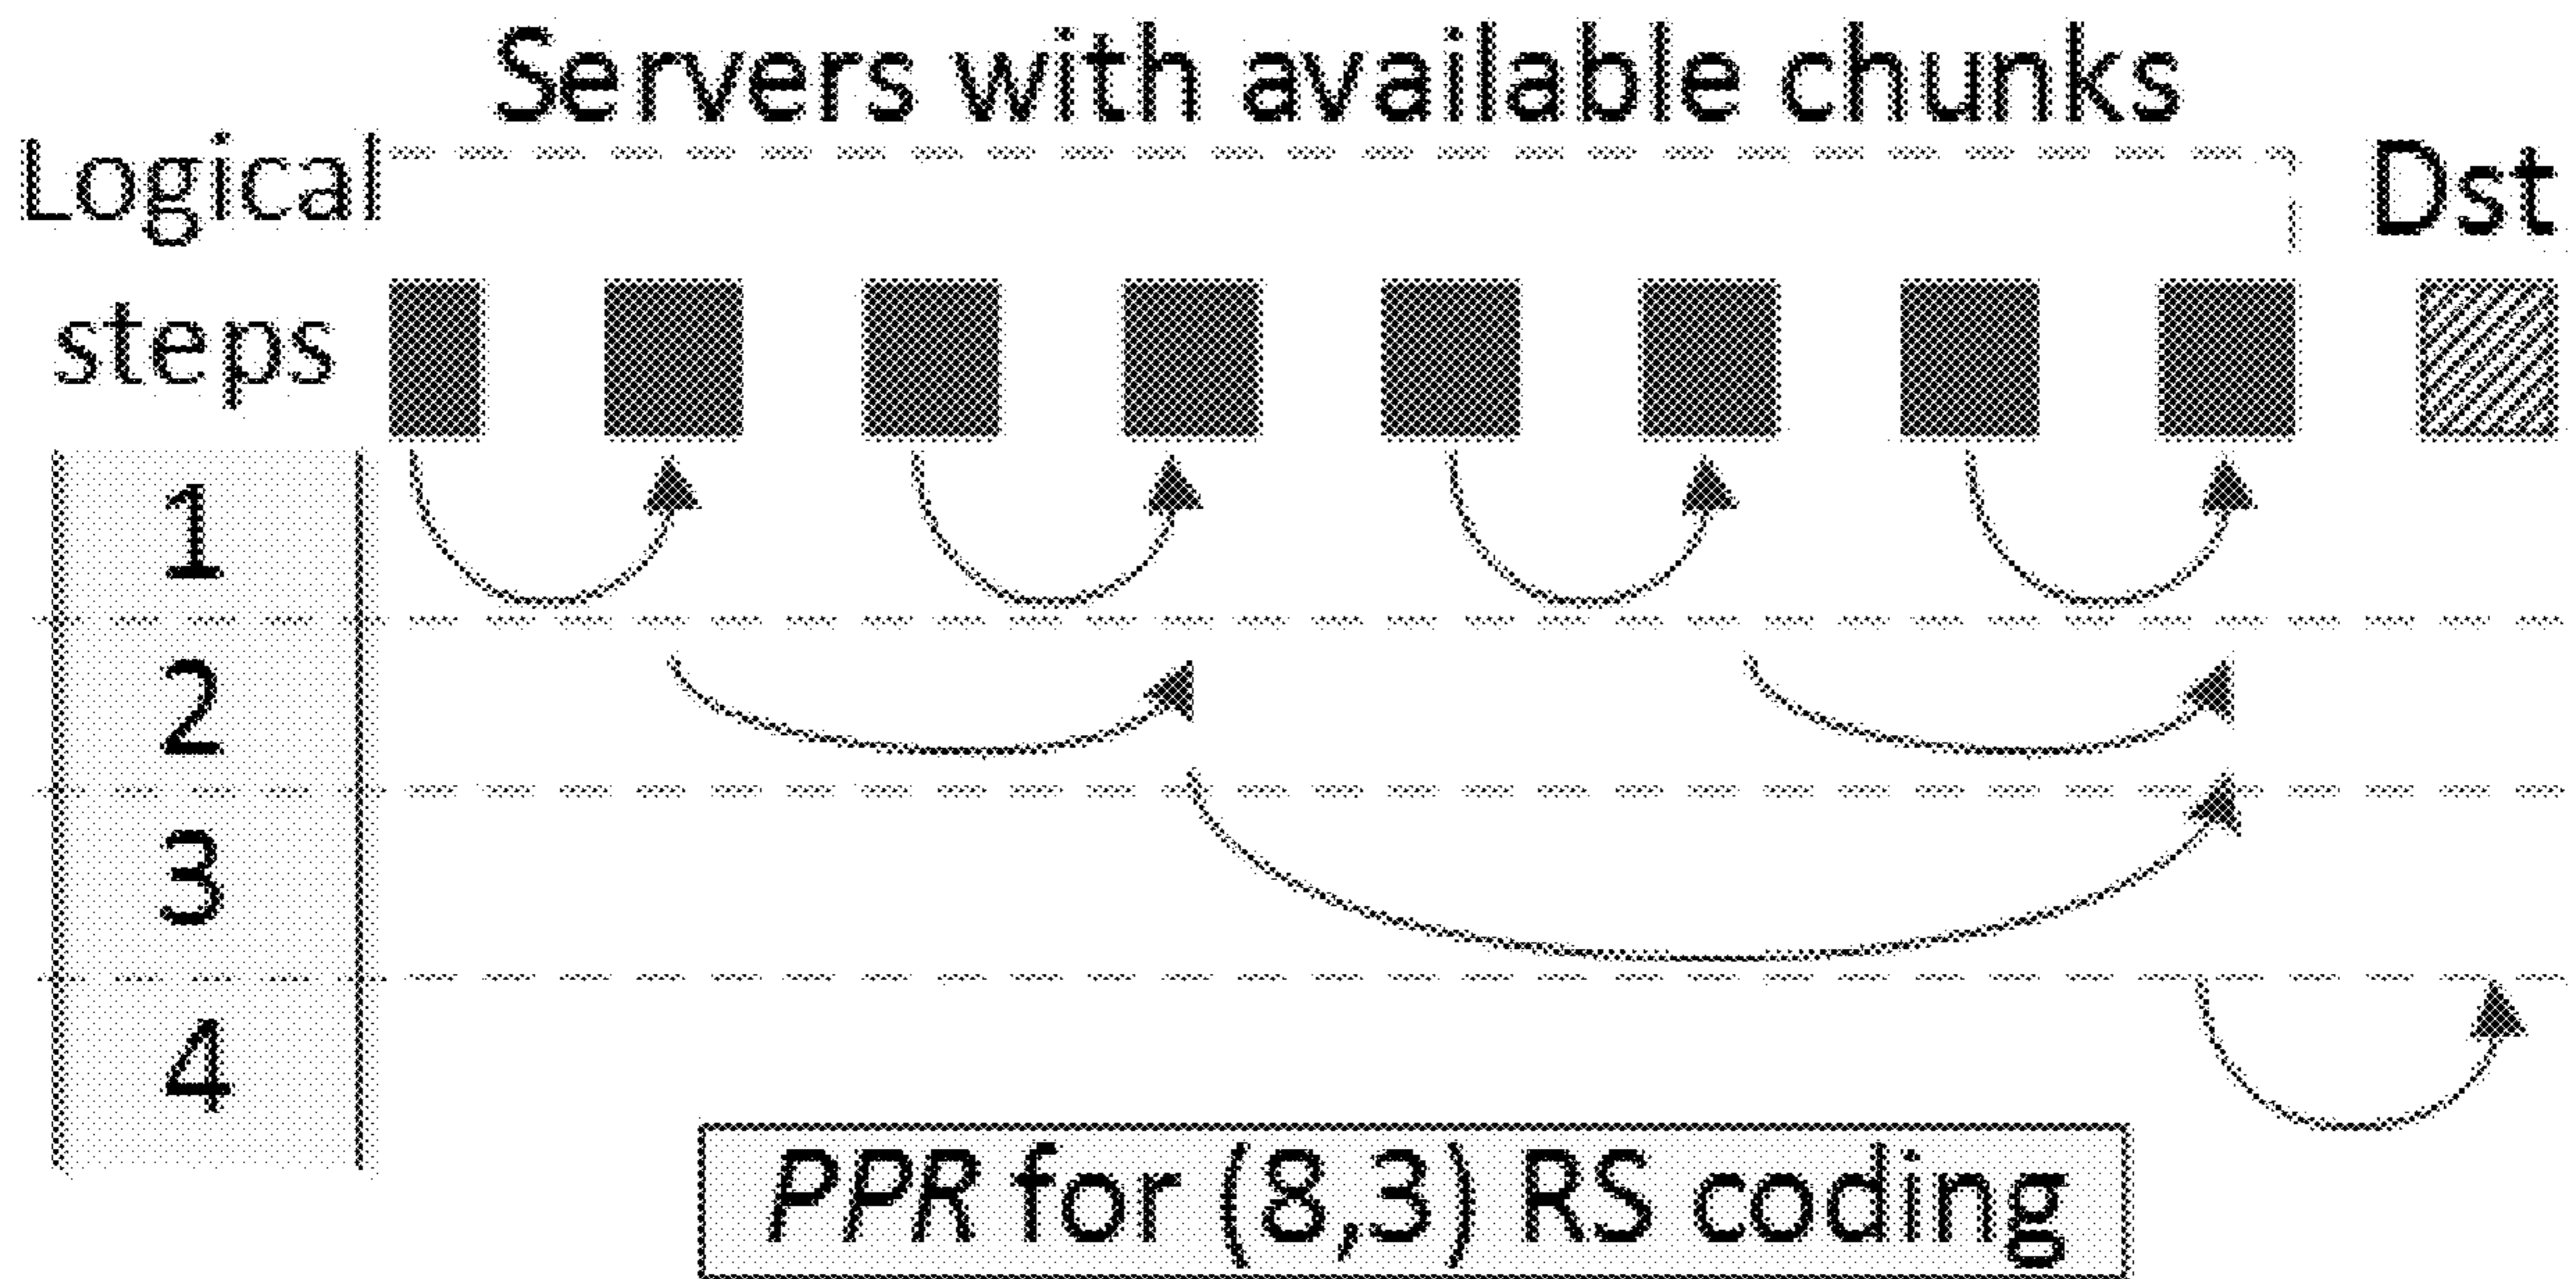 Servers with available chunks
Logical
steps
Dst
1
2
3
4
PPR for (8,3) RS coding